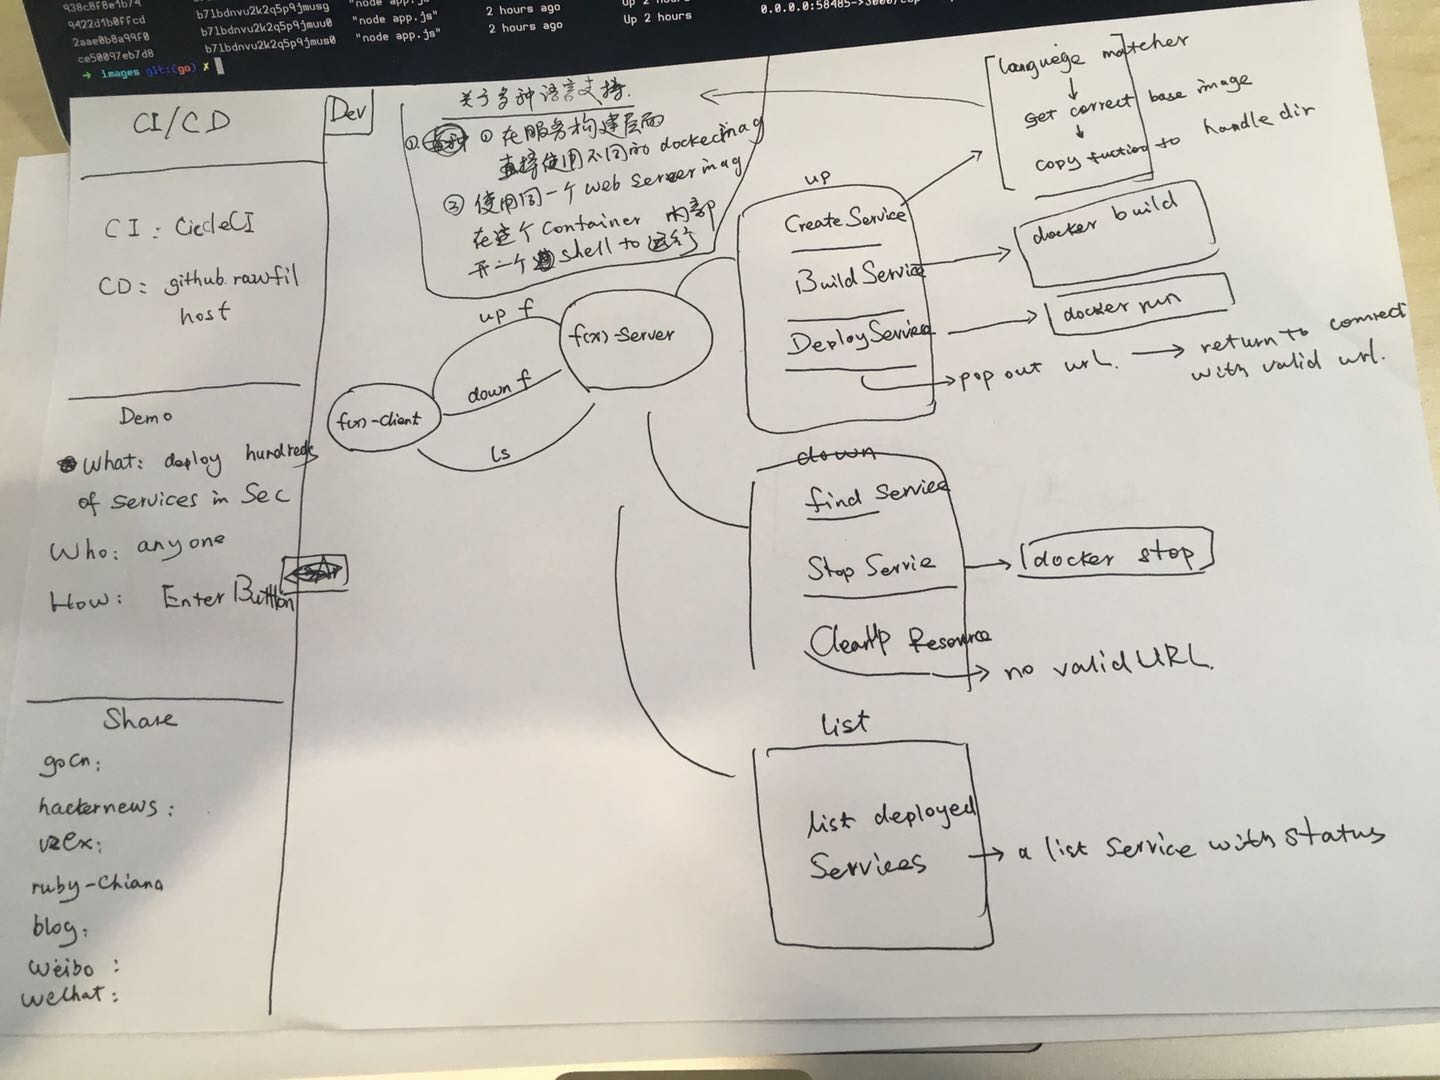 938c8f8e1b74
9422d1b0ffcd b71bdnvu2k2q5p9jmusg "node app.js" 2 hours ago Up 2 hours 0.0.0.0:58485->3000/tcp
2aae0b8a99f0 b71bdnvu2k2q5p9jmuu0 "node app.js" 2 hours ago Up 2 hours
ce50097eb7d8 b71bdnvu2k2q5p9jmus0 "node app.js"
→ images git:(go) ✗
CI/CD
CI: CircleCI
CD: github.rawfil
host
Demo
What: deploy hundreds
of services in Sec
Who: anyone
How: Enter Button
Share
goCn:
hackernews:
v2ex:
ruby-Chiana
blog:
weibo:
wechat:
Dev
关于多种语言支持.
① 在服务构建层面
直接使用不同的 dockerimag
② 使用同一个 web server imag
在这个 Container 内部
开一个 shell to 运行
f(x)-Client
up f
down f
ls
f(x)-Server
up
Create Service
Build Service
Deploy Service
language matcher
↓
get correct base image
↓
copy fuction to handle dir
docker build
docker run
pop out url. → return to connect
with valid url.
down
find Service
Stop Servie
CleanUp Resource
docker stop
no valid URL.
list
list deployed
Services
→ a list Service with status